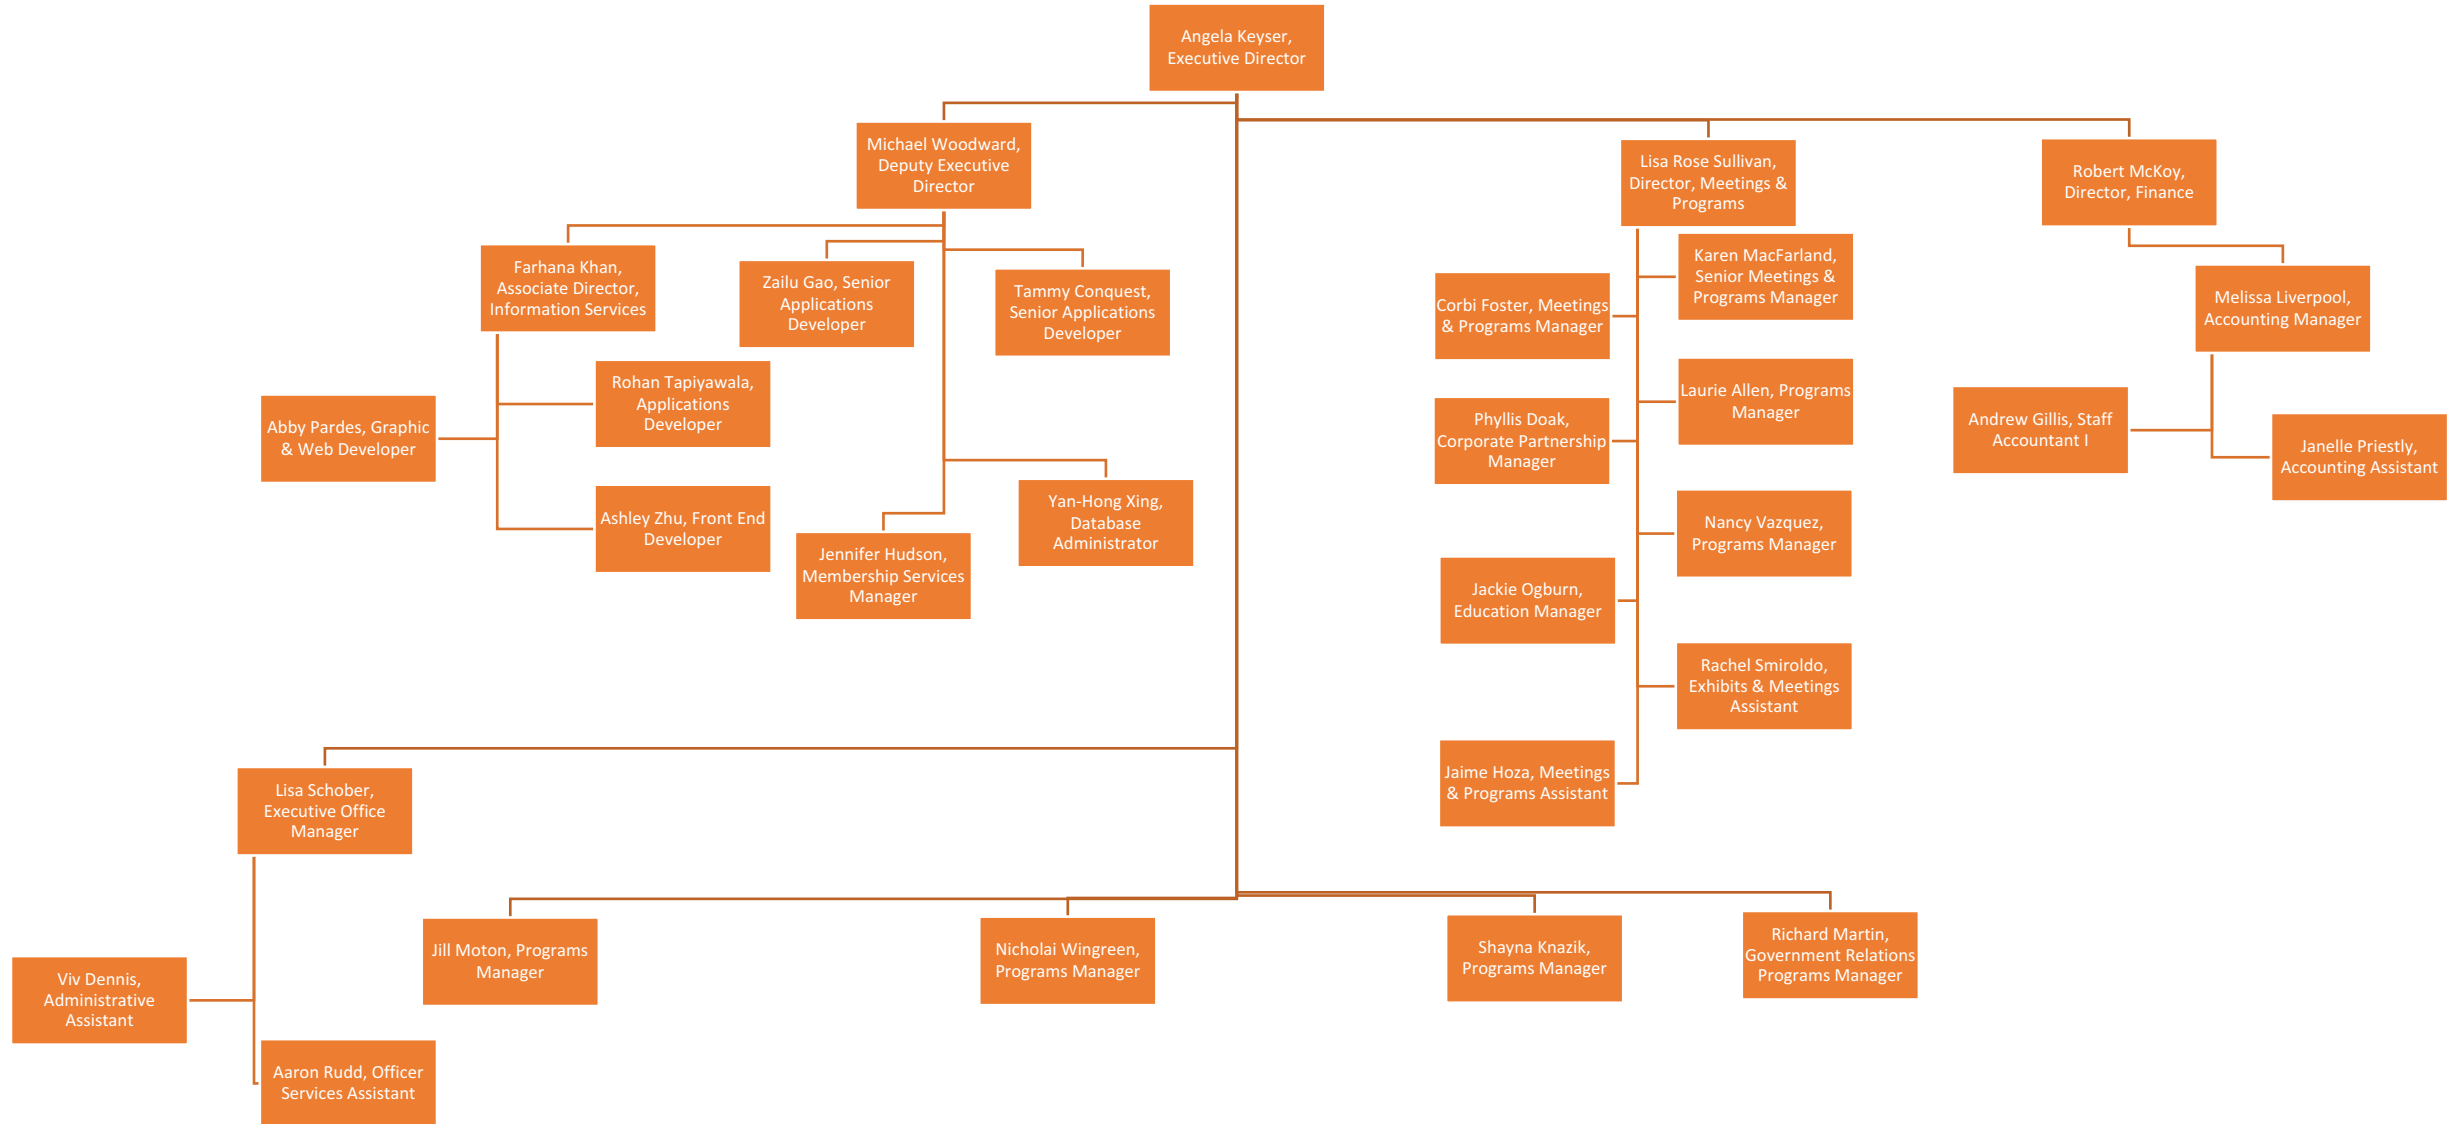 Angela Keyser,
Executive Director
Michael Woodward,
Deputy Executive
Director
Lisa Rose Sullivan,
Director, Meetings &
Programs
Robert McKoy,
Director, Finance
Farhana Khan,
Associate Director,
Information Services
Zailu Gao, Senior
Applications
Developer
Tammy Conquest,
Senior Applications
Developer
Karen MacFarland,
Senior Meetings &
Programs Manager
Corbi Foster, Meetings
& Programs Manager
Melissa Liverpool,
Accounting Manager
Rohan Tapiyawala,
Applications
Developer
Abby Pardes, Graphic
& Web Developer
Laurie Allen, Programs
Manager
Phyllis Doak,
Corporate Partnership
Manager
Andrew Gillis, Staff
Accountant I
Janelle Priestly,
Accounting Assistant
Ashley Zhu, Front End
Developer
Yan-Hong Xing,
Database
Administrator
Jennifer Hudson,
Membership Services
Manager
Nancy Vazquez,
Programs Manager
Jackie Ogburn,
Education Manager
Rachel Smiroldo,
Exhibits & Meetings
Assistant
Jaime Hoza, Meetings
& Programs Assistant
Lisa Schober,
Executive Office
Manager
Jill Moton, Programs
Manager
Nicholai Wingreen,
Programs Manager
Shayna Knazik,
Programs Manager
Richard Martin,
Government Relations
Programs Manager
Viv Dennis,
Administrative
Assistant
Aaron Rudd, Officer
Services Assistant